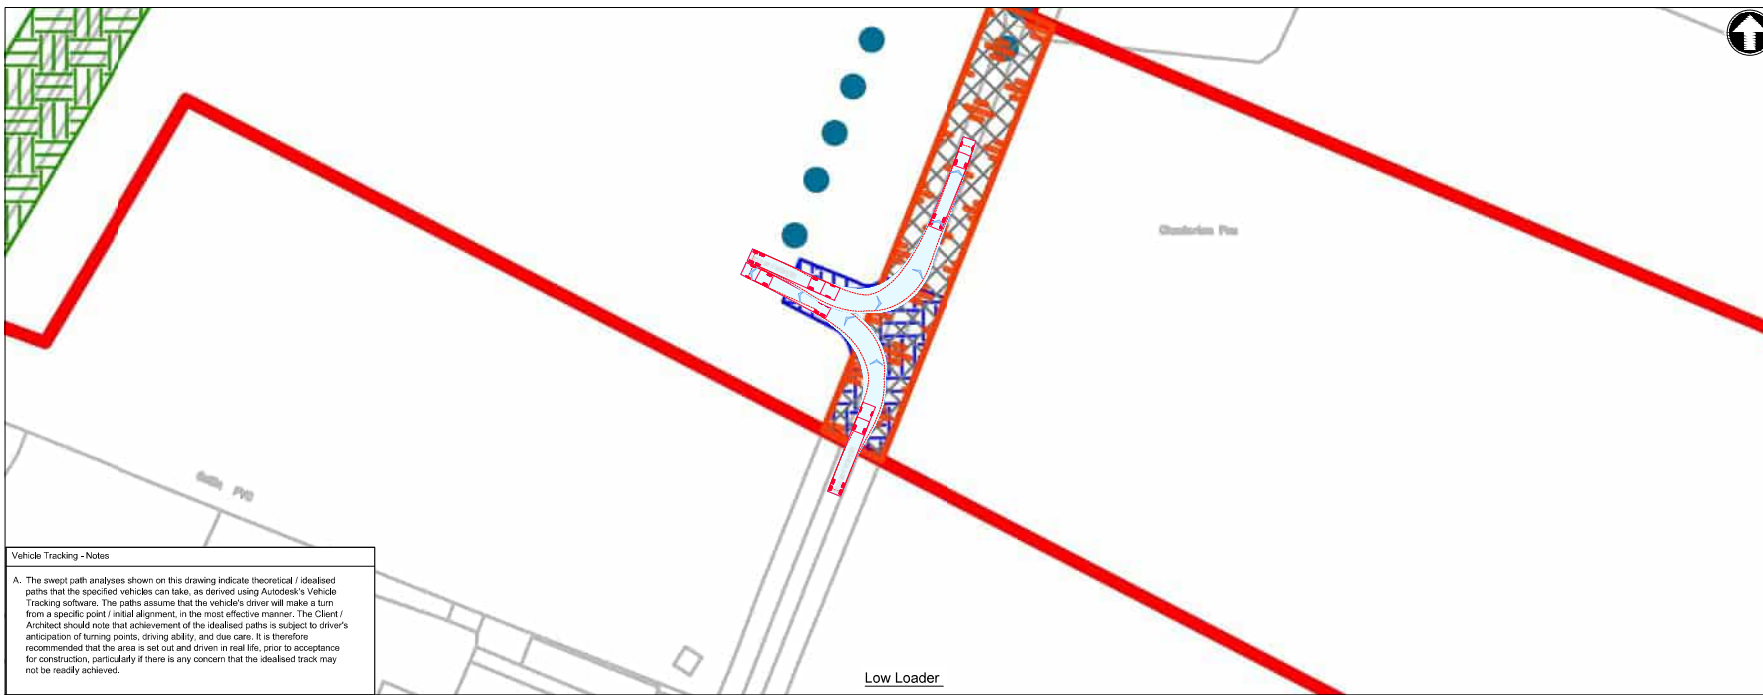 Vehicle Tracking - Notes
A. The swept path analyses shown on this drawing indicate theoretical / idealised
paths that the specified vehicles can take, as derived using Autodesk's Vehicle
Tracking software. The paths assume that the vehicle's driver will make a turn
from a specific point / initial alignment, in the most effective manner. The Client /
Architect should note that achievement of the idealised paths is subject to driver's
anticipation of turning points, driving ability, and due care. It is therefore
recommended that the area is set out and driven in real life, prior to acceptance
for construction, particularly if there is any concern that the idealised track may
not be readily achieved.
Low Loader